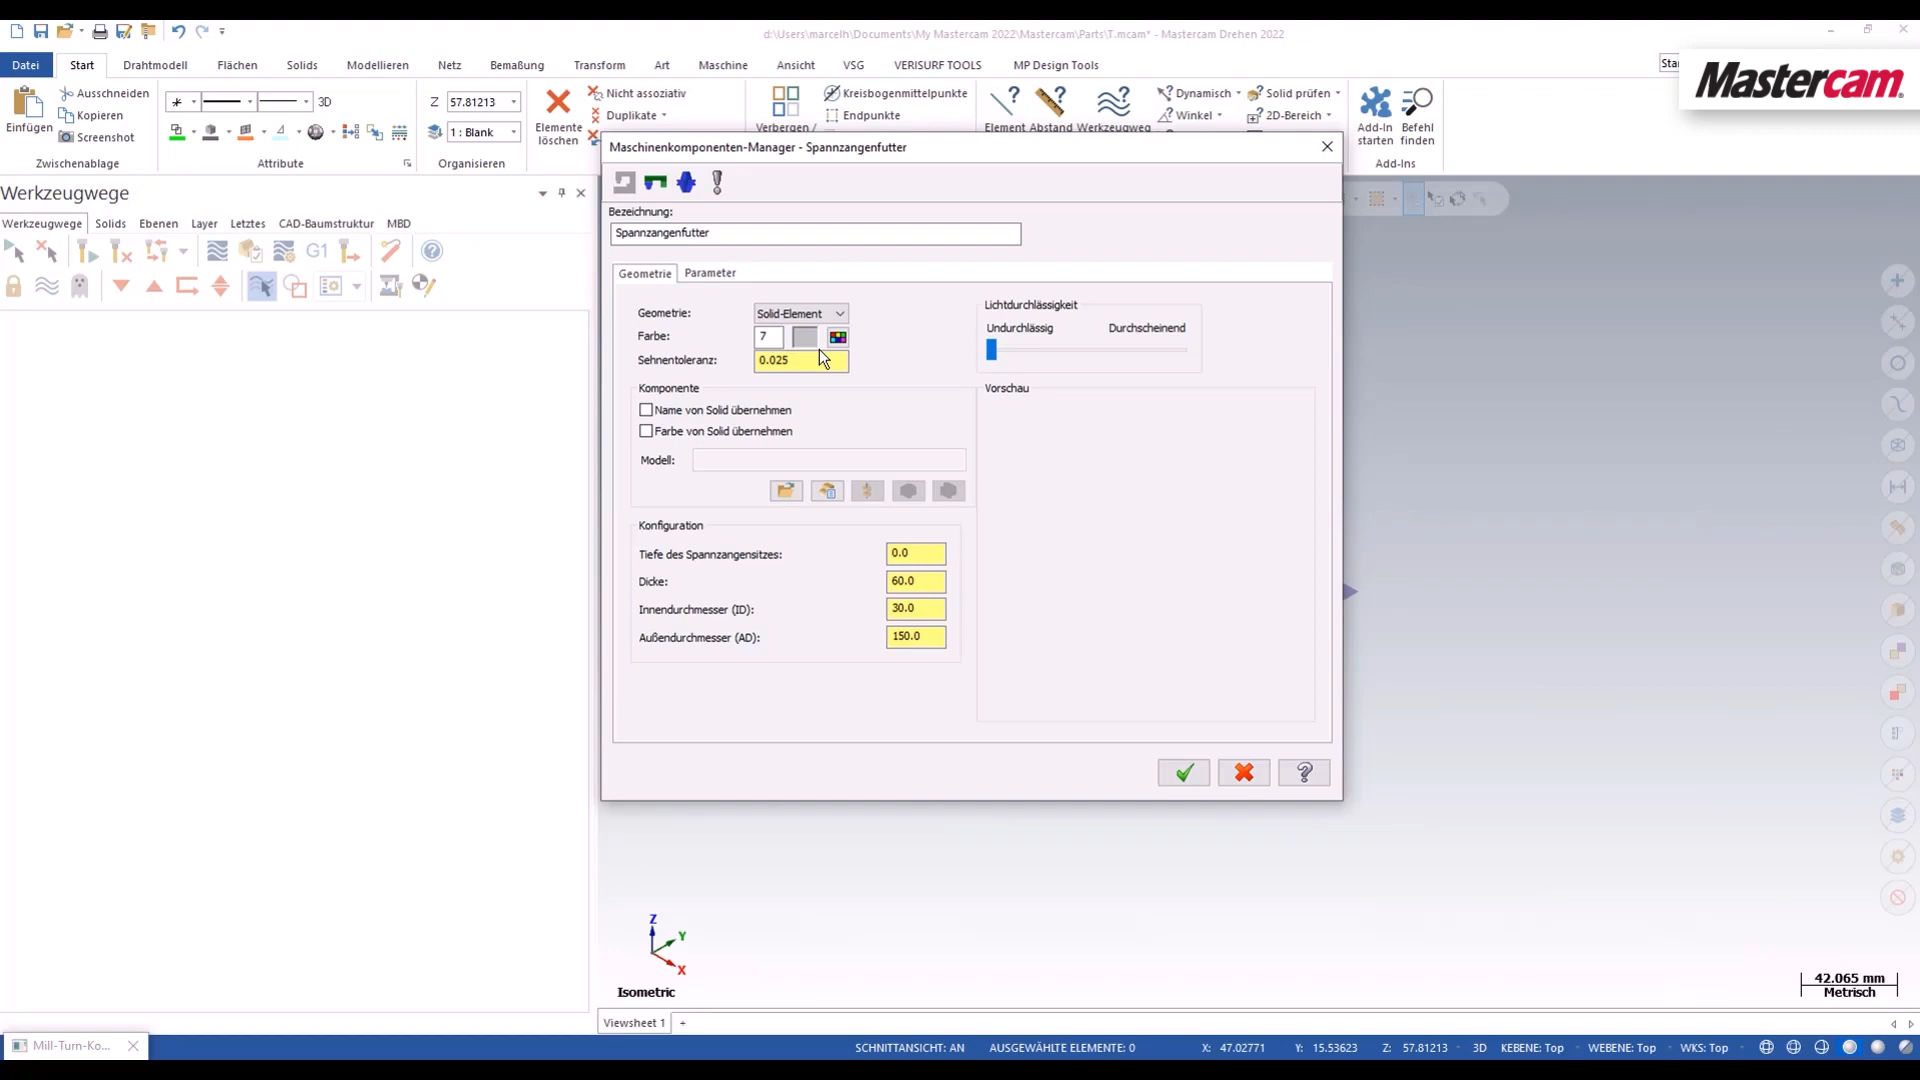 d:\Users\marcelh\Documents\My Mastercam 2022\Mastercam\Parts\T.mcam* - Mastercam Drehen 2022
Datei Start Drahtmodell Flächen Solids Modellieren Netz Bemaßung Transform Art Maschine Ansicht VSG VERISURF TOOLS MP Design Tools
Mastercam
Einfügen
Ausschneiden
Kopieren
Screenshot
Zwischenablage
3D
Attribute
Z 57.81213
1 : Blank
Organisieren
Elemente löschen
Nicht assoziativ
Duplikate
Verbergen /
Kreisbogenmittelpunkte
Endpunkte
Element Abstand Werkzeugweg
Dynamisch
Winkel
Solid prüfen
2D-Bereich
Add-In starten
Befehl finden
Add-Ins
Werkzeugwege
Werkzeugwege Solids Ebenen Layer Letztes CAD-Baumstruktur MBD
G1
Maschinenkomponenten-Manager - Spannzangenfutter
Bezeichnung:
Spannzangenfutter
Geometrie Parameter
Geometrie: Solid-Element
Farbe: 7
Sehnentoleranz: 0.025
Lichtdurchlässigkeit
Undurchlässig Durchscheinend
Komponente
Name von Solid übernehmen
Farbe von Solid übernehmen
Modell:
Vorschau
Konfiguration
Tiefe des Spannzangensitzes: 0.0
Dicke: 60.0
Innendurchmesser (ID): 30.0
Außendurchmesser (AD): 150.0
Z
Y
X
Isometric
42.065 mm
Metrisch
Viewsheet 1 +
Mill-Turn-Ko...
SCHNITTANSICHT: AN AUSGEWÄHLTE ELEMENTE: 0 X: 47.02771 Y: 15.53623 Z: 57.81213 3D KEBENE: Top WEBENE: Top WKS: Top